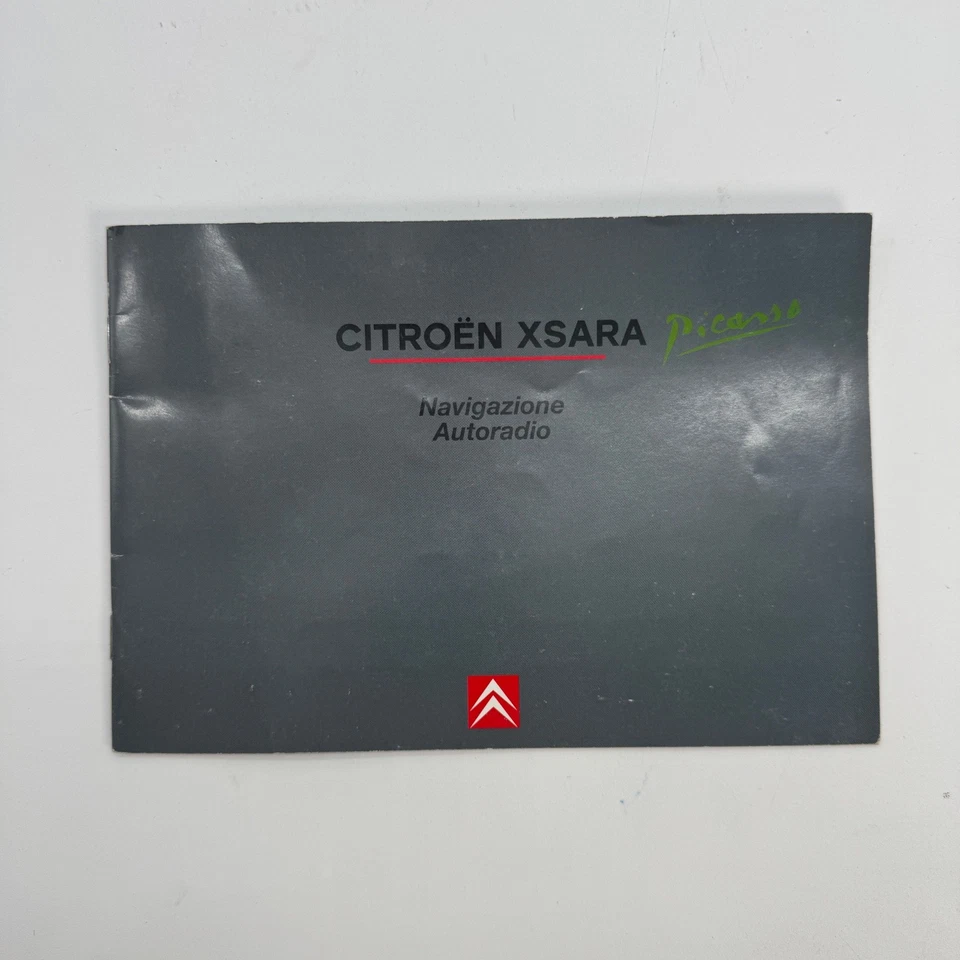 CITROËN XSARA Picasso
Navigazione
Autoradio